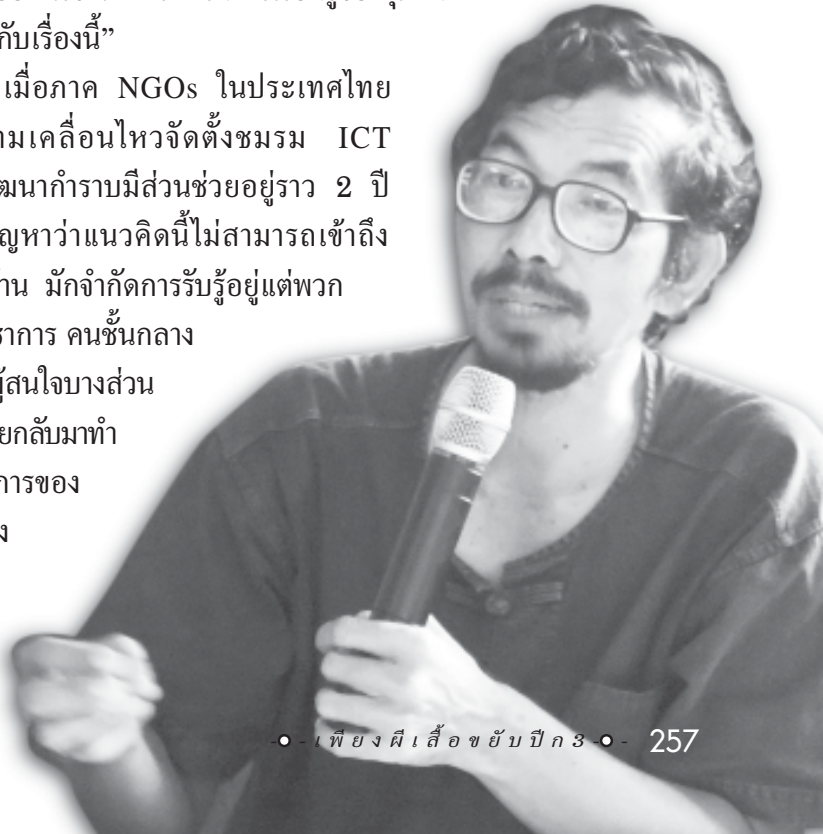 กับเรื่องนี้”
เมื่อภาค NGOs ในประเทศไทย
ามเคลื่อนไหวจัดตั้งชมรม ICT
ฒนากำราบมีส่วนช่วยอยู่ราว 2 ปี
ญหาว่าแนวคิดนี้ไม่สามารถเข้าถึง
าน มักจำกัดการรับรู้อยู่แต่พวก
าการ คนชั้นกลาง
ผู้สนใจบางส่วน
ยกลับมาทำ
การของ
ง
เพียงผีเสื้อขยับปีก 3 257